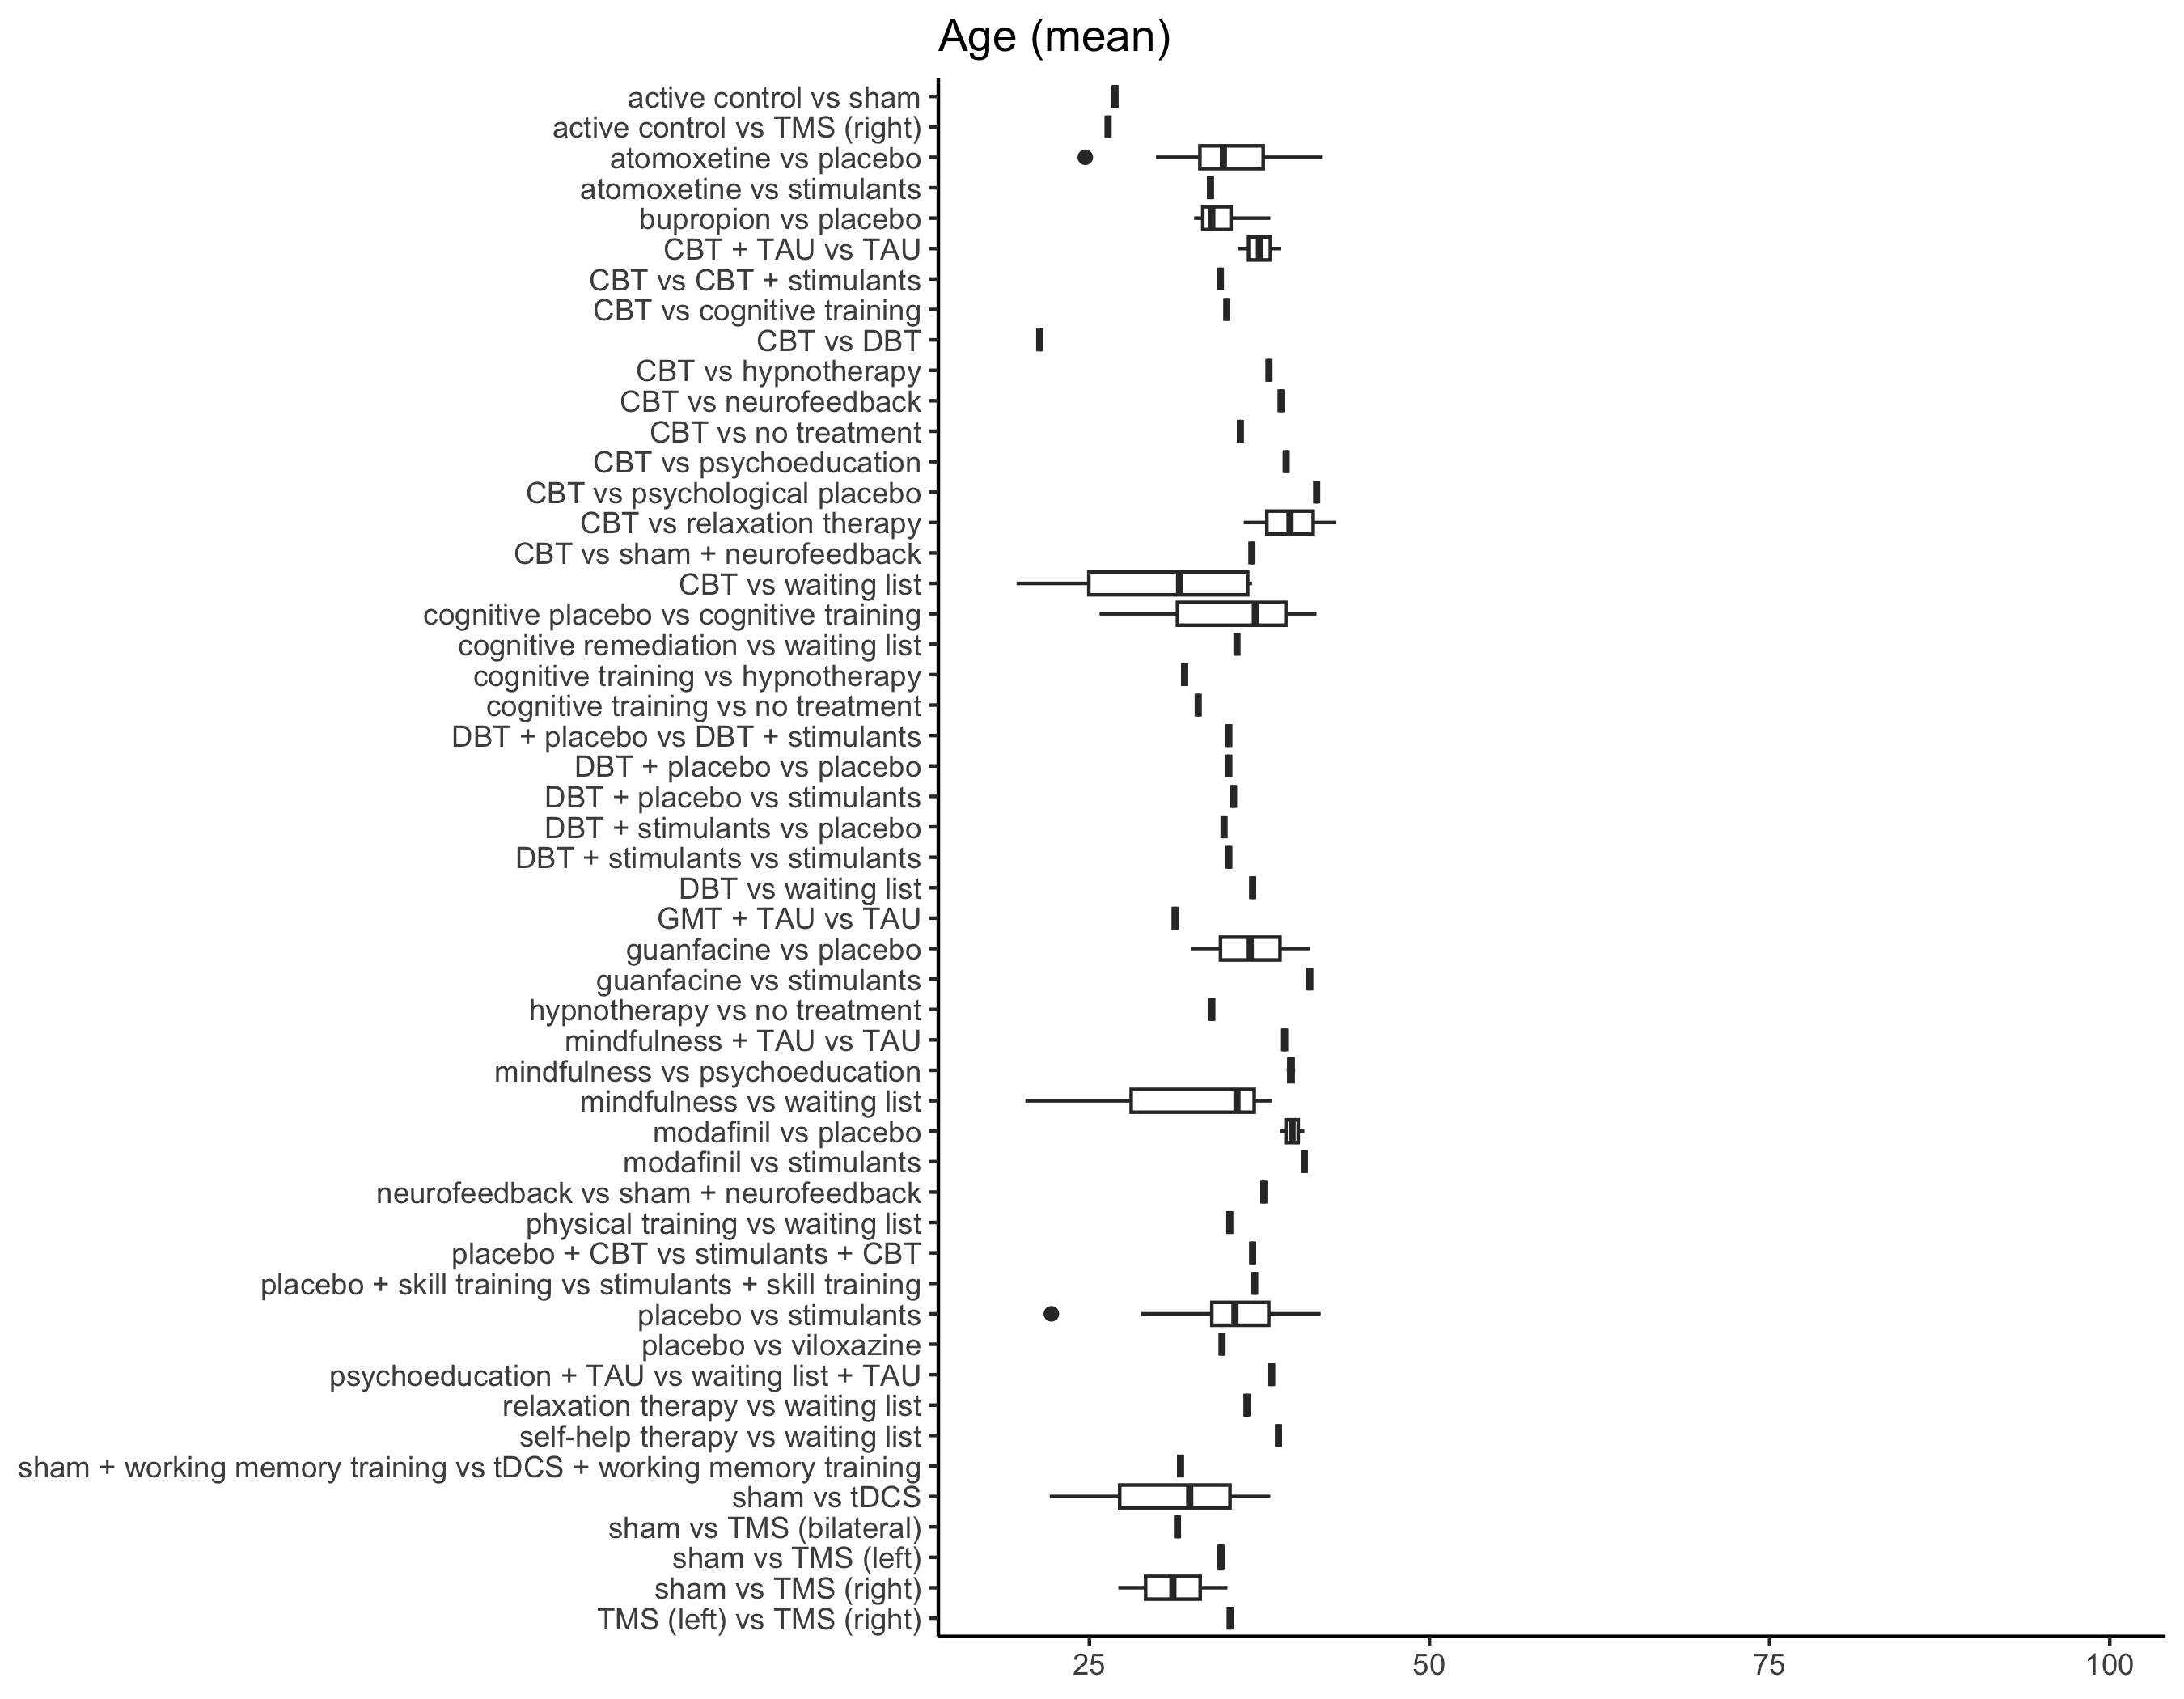 Age (mean)
active control vs sham
active control vs TMS (right)
atomoxetine vs placebo
atomoxetine vs stimulants
bupropion vs placebo
CBT + TAU vs TAU
CBT vs CBT + stimulants
CBT vs cognitive training
CBT vs DBT
CBT vs hypnotherapy
CBT vs neurofeedback
CBT vs no treatment
CBT vs psychoeducation
CBT vs psychological placebo
CBT vs relaxation therapy
CBT vs sham + neurofeedback
CBT vs waiting list
cognitive placebo vs cognitive training
cognitive remediation vs waiting list
cognitive training vs hypnotherapy
cognitive training vs no treatment
DBT + placebo vs DBT + stimulants
DBT + placebo vs placebo
DBT + placebo vs stimulants
DBT + stimulants vs placebo
DBT + stimulants vs stimulants
DBT vs waiting list
GMT + TAU vs TAU
guanfacine vs placebo
guanfacine vs stimulants
hypnotherapy vs no treatment
mindfulness + TAU vs TAU
mindfulness vs psychoeducation
mindfulness vs waiting list
modafinil vs placebo
modafinil vs stimulants
neurofeedback vs sham + neurofeedback
physical training vs waiting list
placebo + CBT vs stimulants + CBT
placebo + skill training vs stimulants + skill training
placebo vs stimulants
placebo vs viloxazine
psychoeducation + TAU vs waiting list + TAU
relaxation therapy vs waiting list
self-help therapy vs waiting list
sham + working memory training vs tDCS + working memory training
sham vs tDCS
sham vs TMS (bilateral)
sham vs TMS (left)
sham vs TMS (right)
TMS (left) vs TMS (right)
25 50 75 100